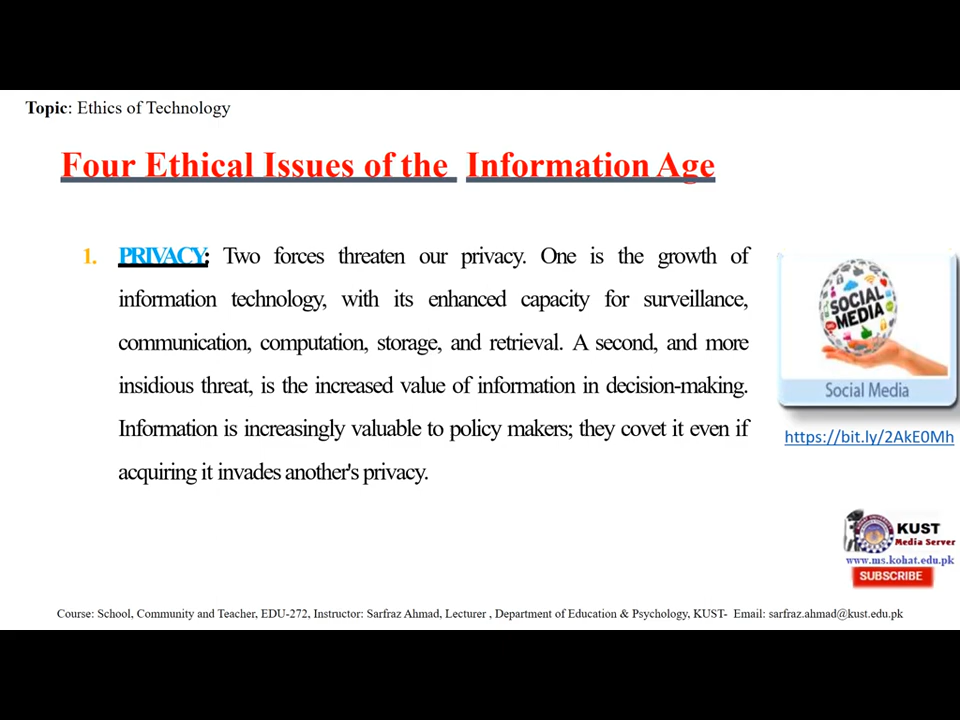 Topic: Ethics of Technology
Four Ethical Issues of the Information Age
1. PRIVACY: Two forces threaten our privacy. One is the growth of
information technology, with its enhanced capacity for surveillance,
communication, computation, storage, and retrieval. A second, and more
insidious threat, is the increased value of information in decision-making.
Information is increasingly valuable to policy makers; they covet it even if
acquiring it invades another's privacy.
SOCIAL
MEDIA
Social Media
https://bit.ly/2AkE0Mh
KUST
Media Server
www.ms.kohat.edu.pk
SUBSCRIBE
Course: School, Community and Teacher, EDU-272, Instructor: Sarfraz Ahmad, Lecturer , Department of Education & Psychology, KUST- Email: sarfraz.ahmad@kust.edu.pk